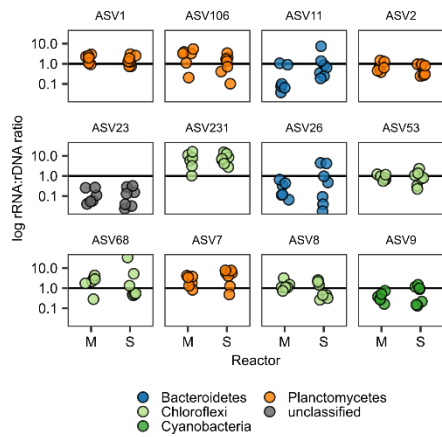 ASV1 ASV106 ASV11 ASV2
10.0
1.0
0.1
ASV23 ASV231 ASV26 ASV53
10.0
1.0
0.1
ASV68 ASV7 ASV8 ASV9
10.0
1.0
0.1
M S M S M S M S
log rRNA:rDNA ratio
Reactor
Bacteroidetes Planctomycetes
Chloroflexi unclassified
Cyanobacteria